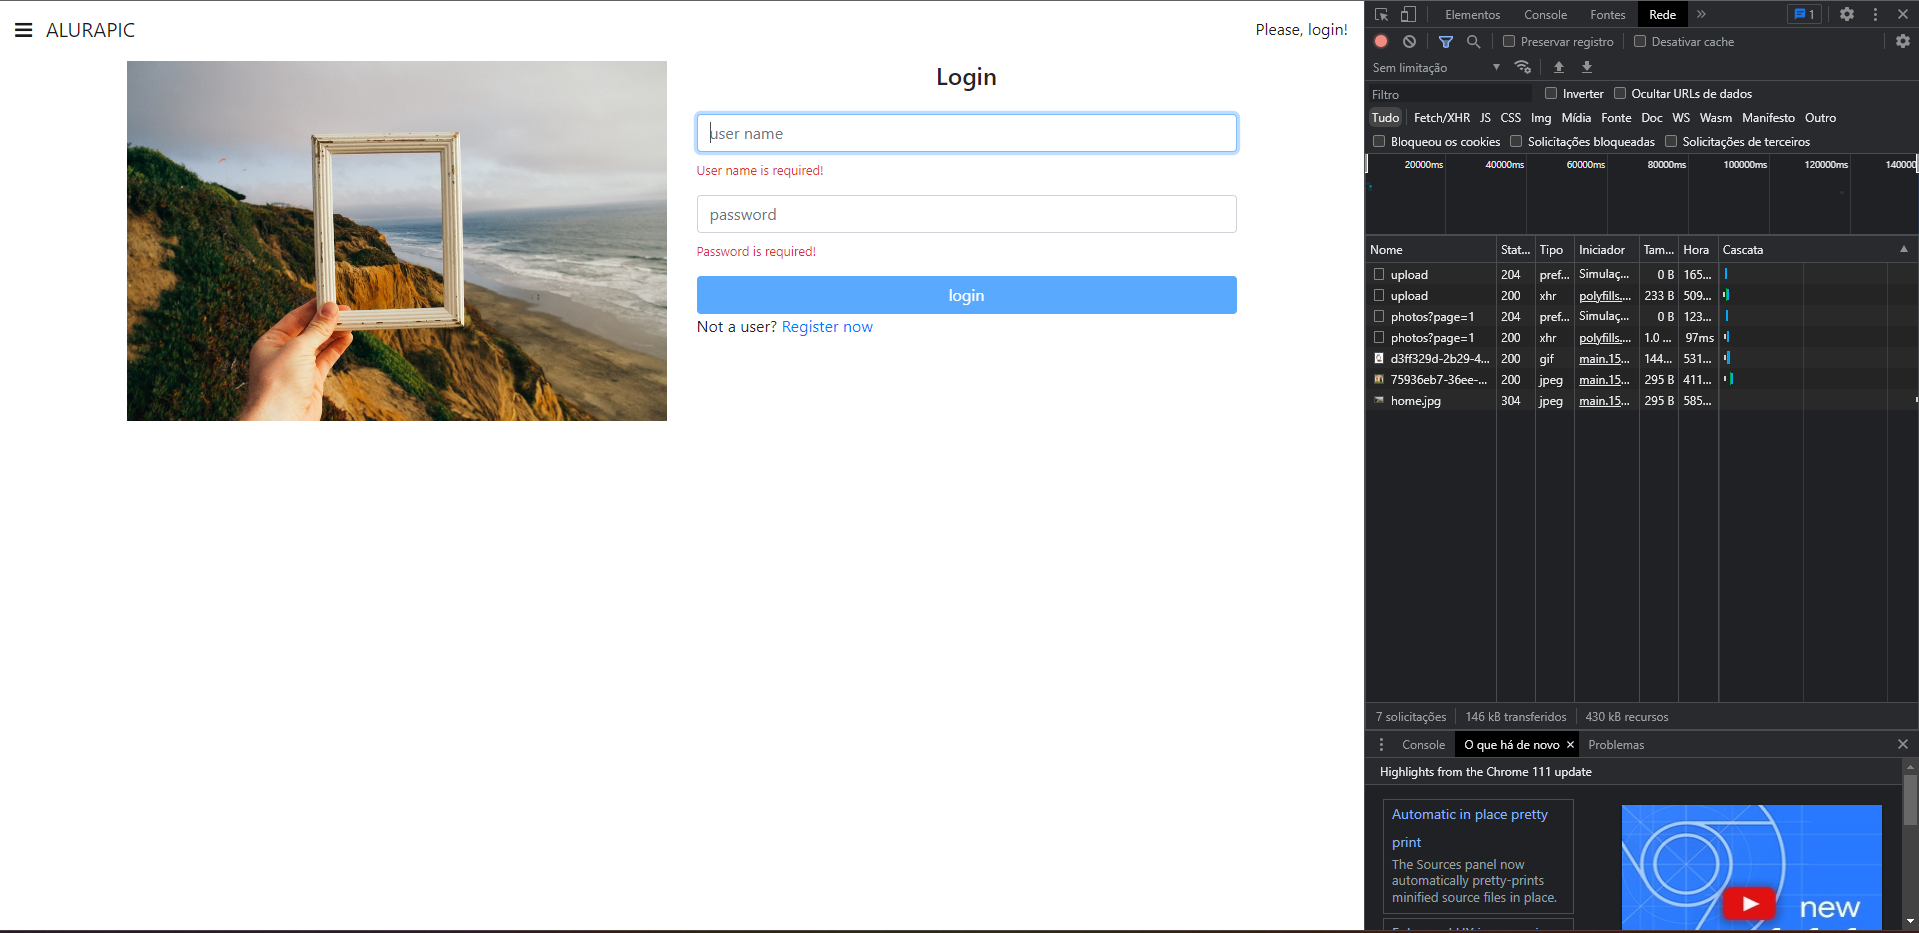 ALURAPIC
Please, login!
Login
user name
User name is required!
password
Password is required!
login
Not a user? Register now
Elementos Console Fontes Rede 1
Preservar registro Desativar cache
Sem limitação
Filtro Inverter Ocultar URLs de dados
Tudo Fetch/XHR JS CSS Img Mídia Fonte Doc WS Wasm Manifesto Outro
Bloqueou os cookies Solicitações bloqueadas Solicitações de terceiros
20000ms 40000ms 60000ms 80000ms 100000ms 120000ms 140000
Nome Stat... Tipo Iniciador Tam... Hora Cascata
upload 204 pref... Simulaç... 0 B 165...
upload 200 xhr polyfills.... 233 B 509...
photos?page=1 204 pref... Simulaç... 0 B 123...
photos?page=1 200 xhr polyfills.... 1.0 ... 97ms
d3ff329d-2b29-4... 200 gif main.15... 144... 531...
75936eb7-36ee-... 200 jpeg main.15... 295 B 411...
home.jpg 304 jpeg main.15... 295 B 585...
7 solicitações 146 kB transferidos 430 kB recursos
Console O que há de novo Problemas
Highlights from the Chrome 111 update
Automatic in place pretty
print
The Sources panel now
automatically pretty-prints
minified source files in place.
new